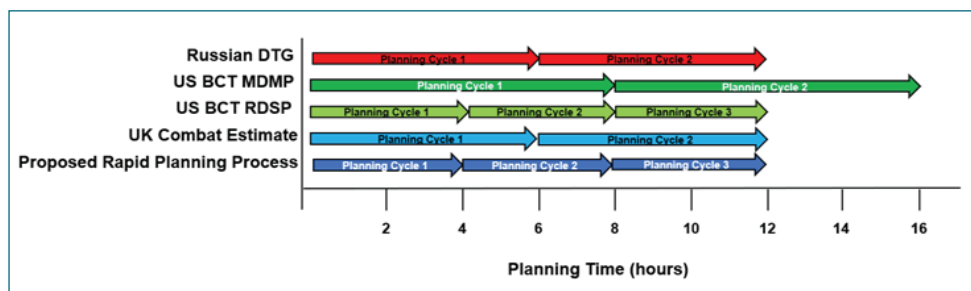 Russian DTG Planning Cycle 1 Planning Cycle 2
US BCT MDMP Planning Cycle 1 Planning Cycle 2
US BCT RDSP Planning Cycle 1 Planning Cycle 2 Planning Cycle 3
UK Combat Estimate Planning Cycle 1 Planning Cycle 2
Proposed Rapid Planning Process Planning Cycle 1 Planning Cycle 2 Planning Cycle 3
2 4 6 8 10 12 14 16
Planning Time (hours)